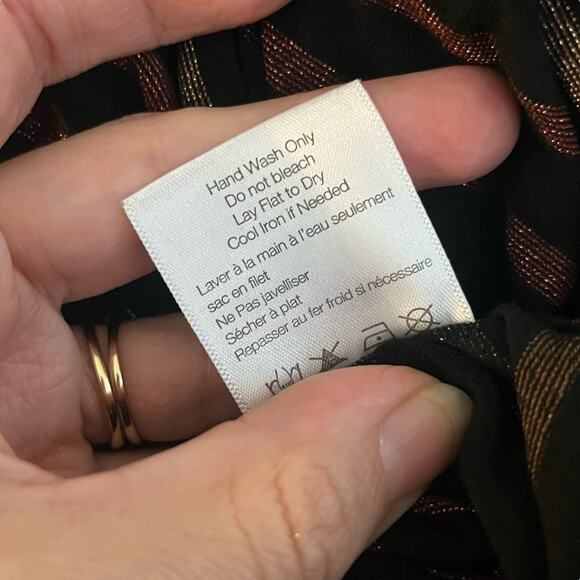 Hand Wash Only
Do not bleach
Lay Flat to Dry
Cool Iron if Needed
Laver à la main à l'eau seulement
sac en filet
Ne Pas javelliser
Sécher à plat
Repasser au fer froid si nécessaire